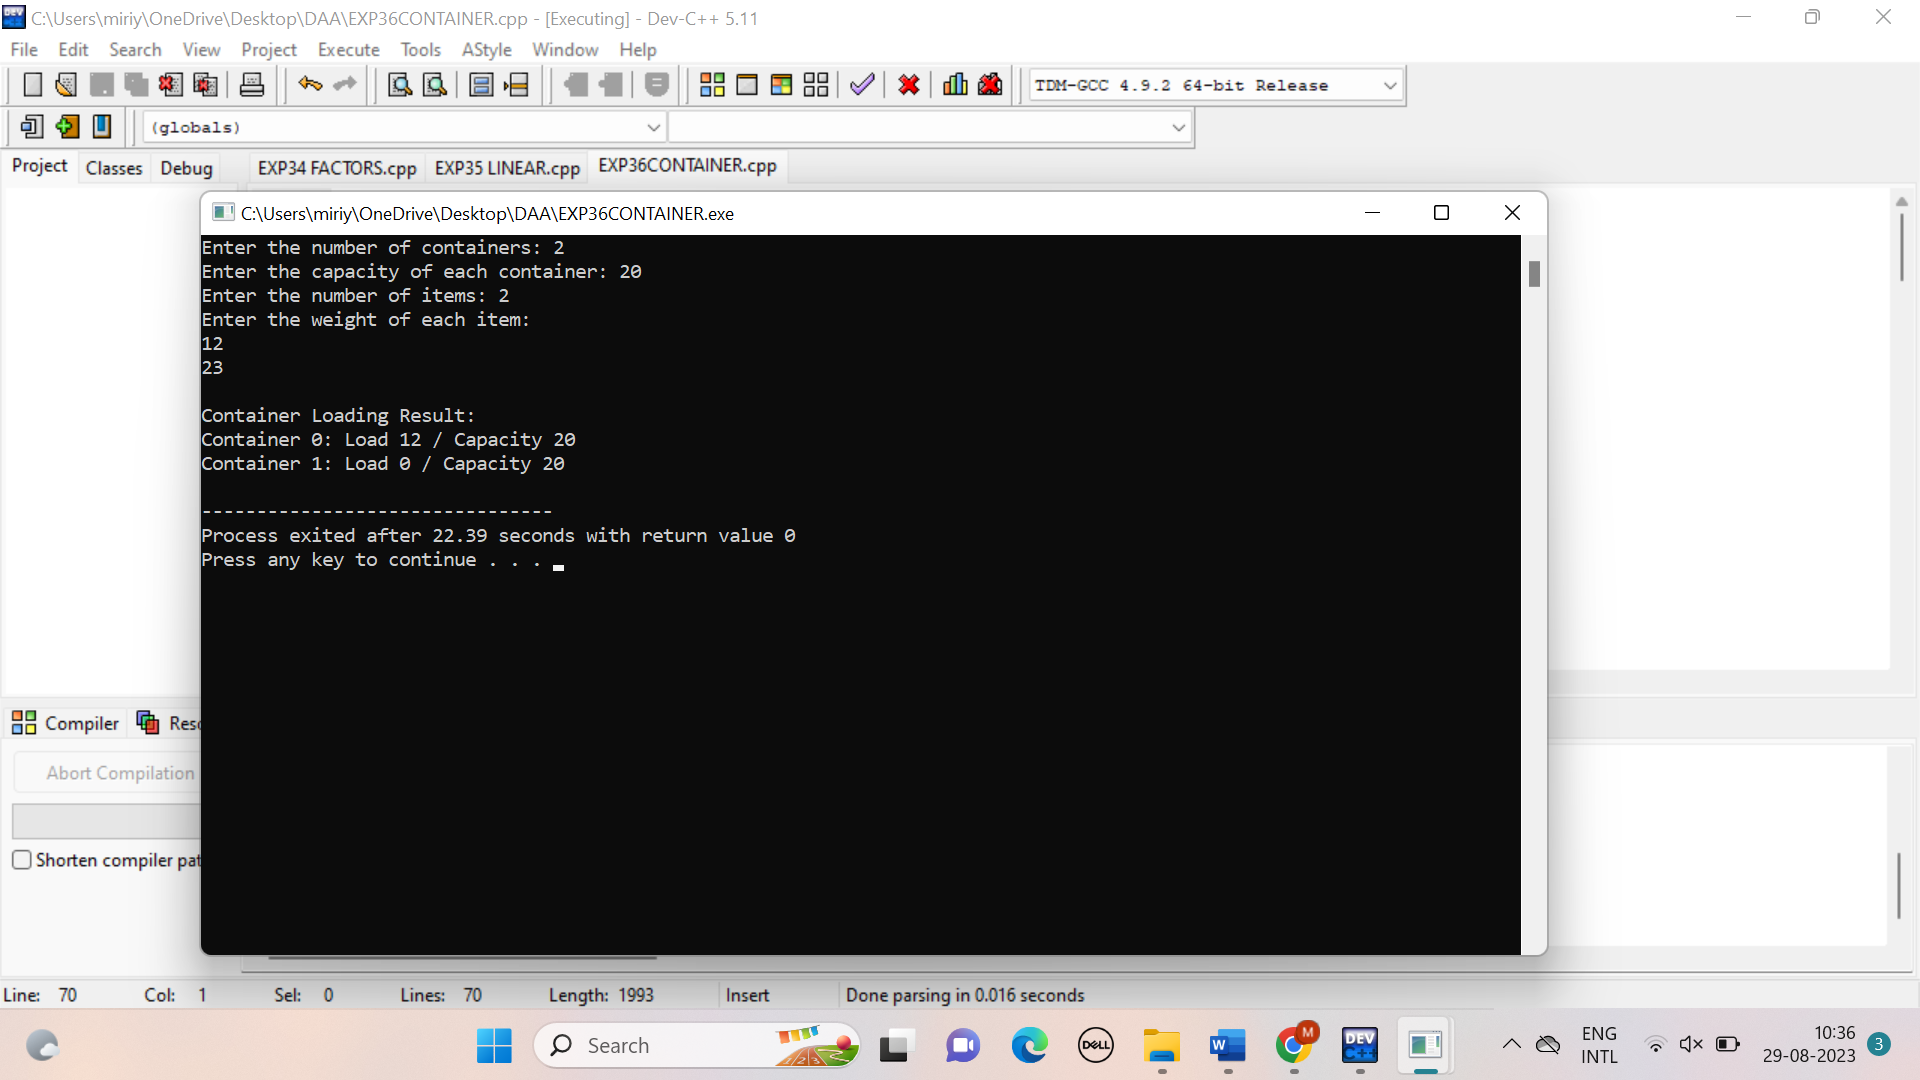 C:\Users\miriy\OneDrive\Desktop\DAA\EXP36CONTAINER.cpp - [Executing] - Dev-C++ 5.11
File Edit Search View Project Execute Tools AStyle Window Help
TDM-GCC 4.9.2 64-bit Release
(globals)
Project Classes Debug EXP34 FACTORS.cpp EXP35 LINEAR.cpp EXP36CONTAINER.cpp
C:\Users\miriy\OneDrive\Desktop\DAA\EXP36CONTAINER.exe
Enter the number of containers: 2
Enter the capacity of each container: 20
Enter the number of items: 2
Enter the weight of each item:
12
23
Container Loading Result:
Container 0: Load 12 / Capacity 20
Container 1: Load 0 / Capacity 20
--------------------------------
Process exited after 22.39 seconds with return value 0
Press any key to continue . . .
Compiler Reso
Abort Compilation
Shorten compiler pat
Line: 70 Col: 1 Sel: 0 Lines: 70 Length: 1993 Insert Done parsing in 0.016 seconds
Search
DELL
W
M
DEV C++
ENG
INTL
10:36
29-08-2023
3